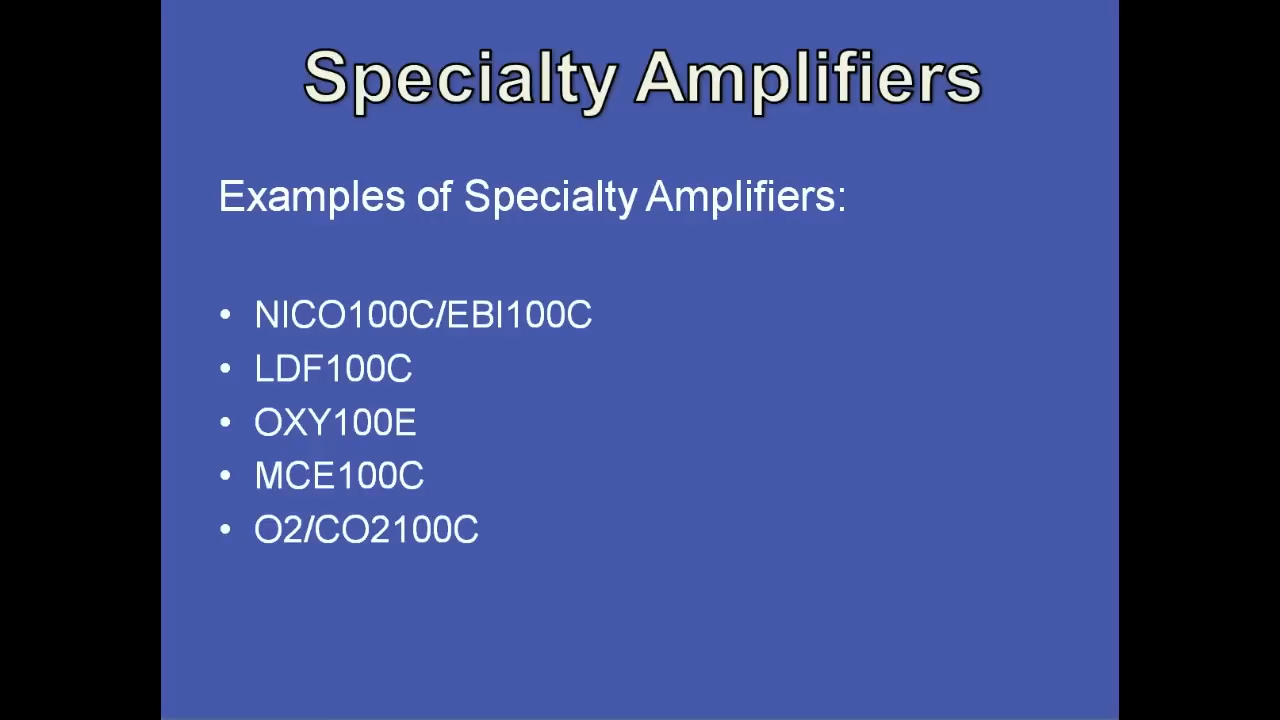 Specialty Amplifiers
Examples of Specialty Amplifiers:
• NICO100C/EBI100C
• LDF100C
• OXY100E
• MCE100C
• O2/CO2100C